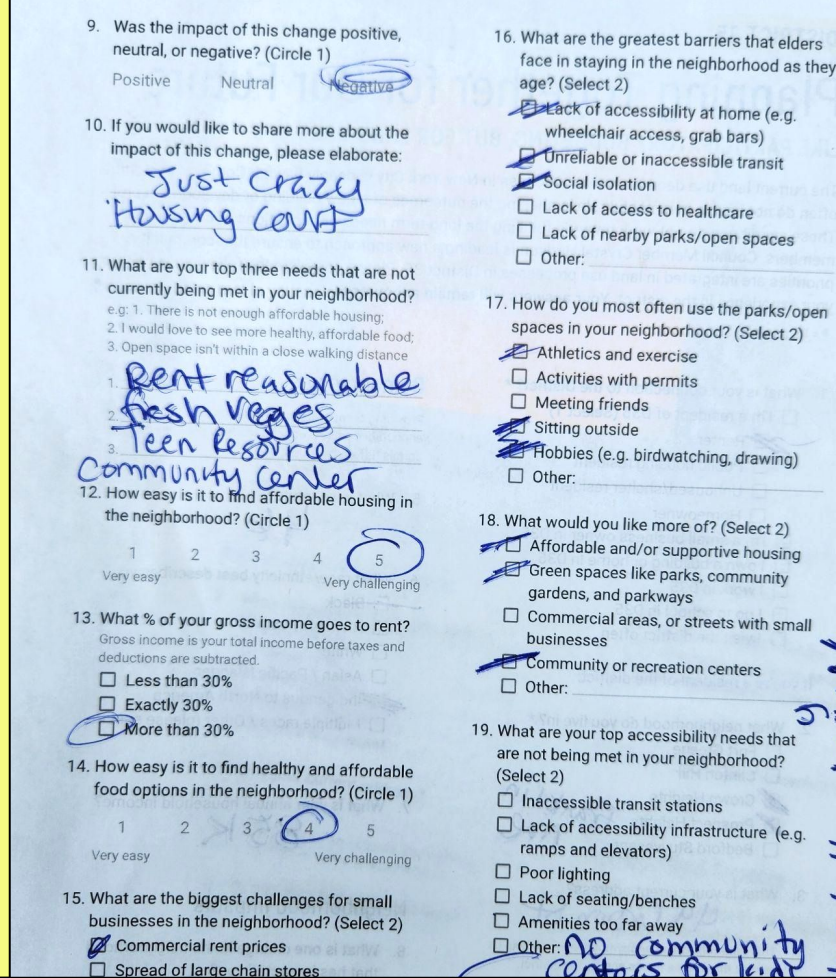 9. Was the impact of this change positive,
neutral, or negative? (Circle 1)
Positive Neutral Negative
10. If you would like to share more about the
impact of this change, please elaborate:
Just crazy
Housing Court
11. What are your top three needs that are not
currently being met in your neighborhood?
e.g: 1. There is not enough affordable housing;
2. I would love to see more healthy, affordable food;
3. Open space isn't within a close walking distance
1. Rent reasonable
2. fresh veges
3. Teen Resources
Community Center
12. How easy is it to find affordable housing in
the neighborhood? (Circle 1)
1 2 3 4 5
Very easy Very challenging
13. What % of your gross income goes to rent?
Gross income is your total income before taxes and
deductions are subtracted.
Less than 30%
Exactly 30%
More than 30%
14. How easy is it to find healthy and affordable
food options in the neighborhood? (Circle 1)
1 2 3 4 5
Very easy Very challenging
15. What are the biggest challenges for small
businesses in the neighborhood? (Select 2)
Commercial rent prices
Spread of large chain stores
16. What are the greatest barriers that elders
face in staying in the neighborhood as they
age? (Select 2)
Lack of accessibility at home (e.g.
wheelchair access, grab bars)
Unreliable or inaccessible transit
Social isolation
Lack of access to healthcare
Lack of nearby parks/open spaces
Other:
17. How do you most often use the parks/open
spaces in your neighborhood? (Select 2)
Athletics and exercise
Activities with permits
Meeting friends
Sitting outside
Hobbies (e.g. birdwatching, drawing)
Other:
18. What would you like more of? (Select 2)
Affordable and/or supportive housing
Green spaces like parks, community
gardens, and parkways
Commercial areas, or streets with small
businesses
Community or recreation centers
Other:
19. What are your top accessibility needs that
are not being met in your neighborhood?
(Select 2)
Inaccessible transit stations
Lack of accessibility infrastructure (e.g.
ramps and elevators)
Poor lighting
Lack of seating/benches
Amenities too far away
Other: No community
centers for kids